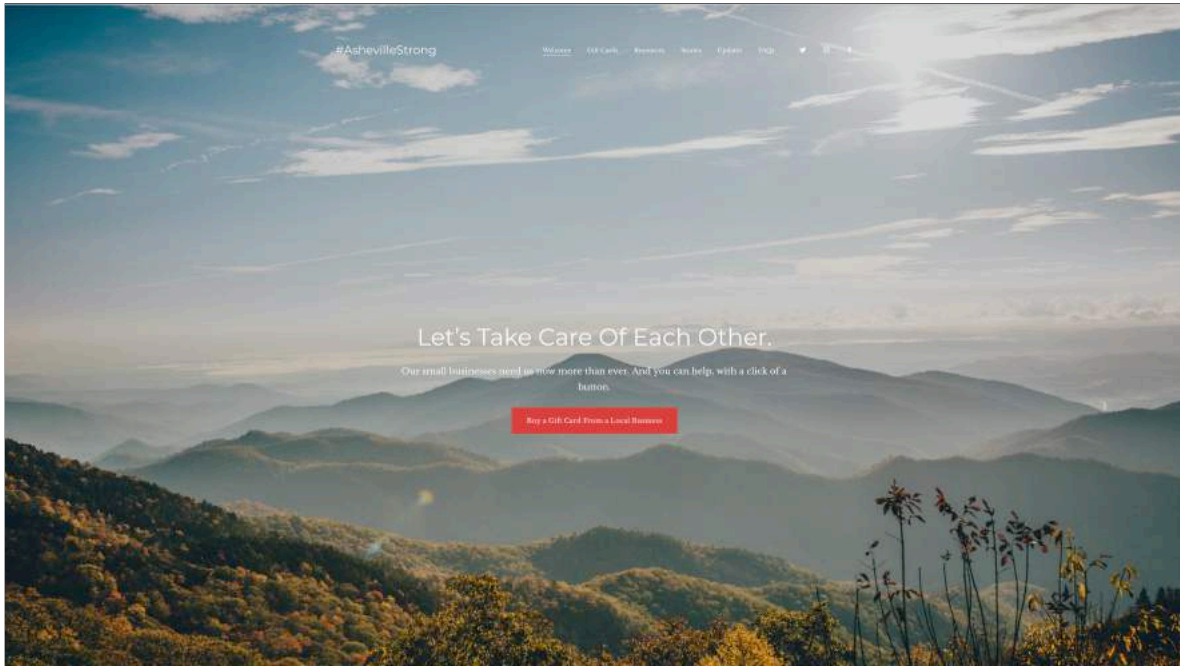 #AshevilleStrong
Welcome Gift Cards Resources Stories Updates FAQs
Let's Take Care Of Each Other.
Our small businesses need us now more than ever. And you can help, with a click of a
button.
Buy a Gift Card From a Local Business